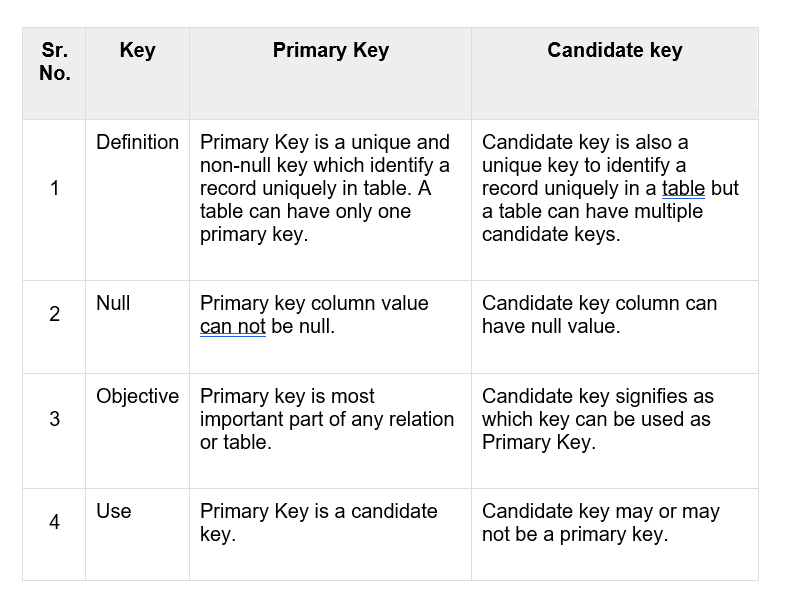 Sr. No.
Key
Primary Key
Candidate key
1
Definition
Primary Key is a unique and
non-null key which identify a
record uniquely in table. A
table can have only one
primary key.
Candidate key is also a
unique key to identify a
record uniquely in a table but
a table can have multiple
candidate keys.
2
Null
Primary key column value
can not be null.
Candidate key column can
have null value.
3
Objective
Primary key is most
important part of any relation
or table.
Candidate key signifies as
which key can be used as
Primary Key.
4
Use
Primary Key is a candidate
key.
Candidate key may or may
not be a primary key.